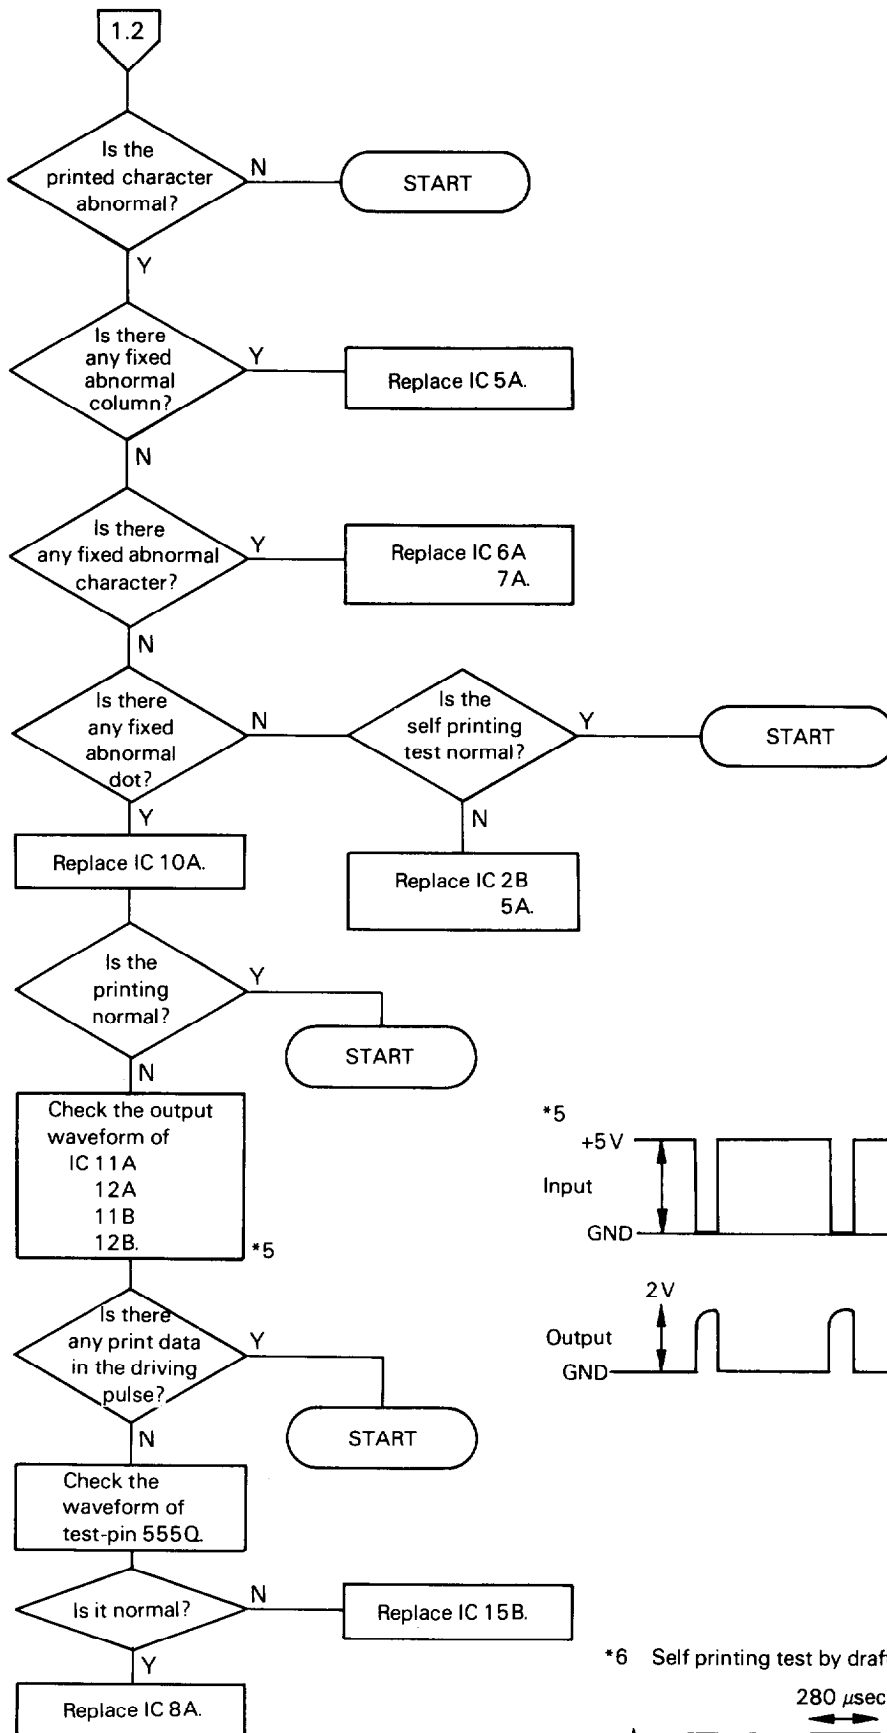 1.2
Is the
printed character
abnormal?
N
START
Y
Is there
any fixed
abnormal
column?
Y
Replace IC 5A.
N
Is there
any fixed abnormal
character?
Y
Replace IC 6A
7A.
N
Is there
any fixed
abnormal
dot?
N
Is the
self printing
test normal?
Y
START
Y
N
Replace IC 10A.
Replace IC 2B
5A.
Is the
printing
normal?
Y
START
N
Check the output
waveform of
IC 11A
12A
11B
12B.
*5
*5
+5V
Input
GND
2V
Output
GND
Is there
any print data
in the driving
pulse?
Y
START
N
Check the
waveform of
test-pin 555Q.
Is it normal?
N
Replace IC 15B.
Y
Replace IC 8A.
*6 Self printing test by draft
280 μsec